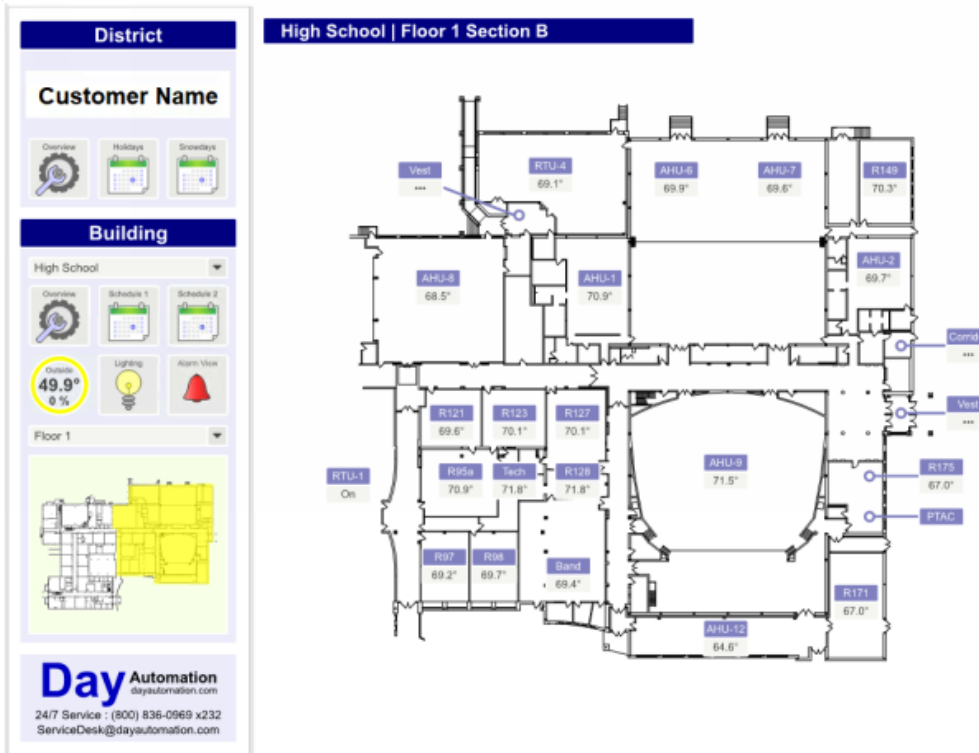 District
Customer Name
Overview
Holidays
Snowdays
Building
High School
Overview
Schedule 1
Schedule 2
Outside
49.9°
0 %
Lighting
Alarm View
Floor 1
Day Automation
dayautomation.com
24/7 Service : (800) 836-0969 x232
ServiceDesk@dayautomation.com
High School | Floor 1 Section B
Vest
---
RTU-4
69.1°
AHU-6
69.9°
AHU-7
69.6°
R149
70.3°
AHU-8
68.5°
AHU-1
70.9°
AHU-2
69.7°
Corrid
---
Vest
---
R121
69.6°
R123
70.1°
R127
70.1°
RTU-1
On
R95a
70.9°
Tech
71.8°
R128
71.8°
AHU-9
71.5°
R175
67.0°
PTAC
R97
69.2°
R98
69.7°
Band
69.4°
R171
67.0°
AHU-12
64.6°